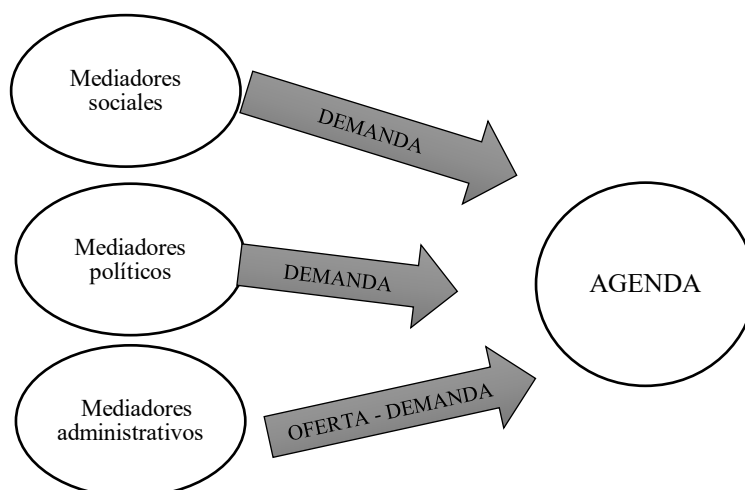 Mediadores
sociales
DEMANDA
Mediadores
políticos
DEMANDA
AGENDA
Mediadores
administrativos
OFERTA - DEMANDA